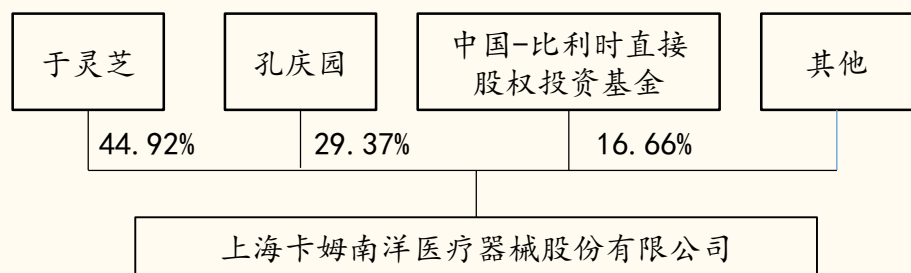 于灵芝
孔庆园
中国-比利时直接
股权投资基金
其他
44.92%
29.37%
16.66%
上海卡姆南洋医疗器械股份有限公司